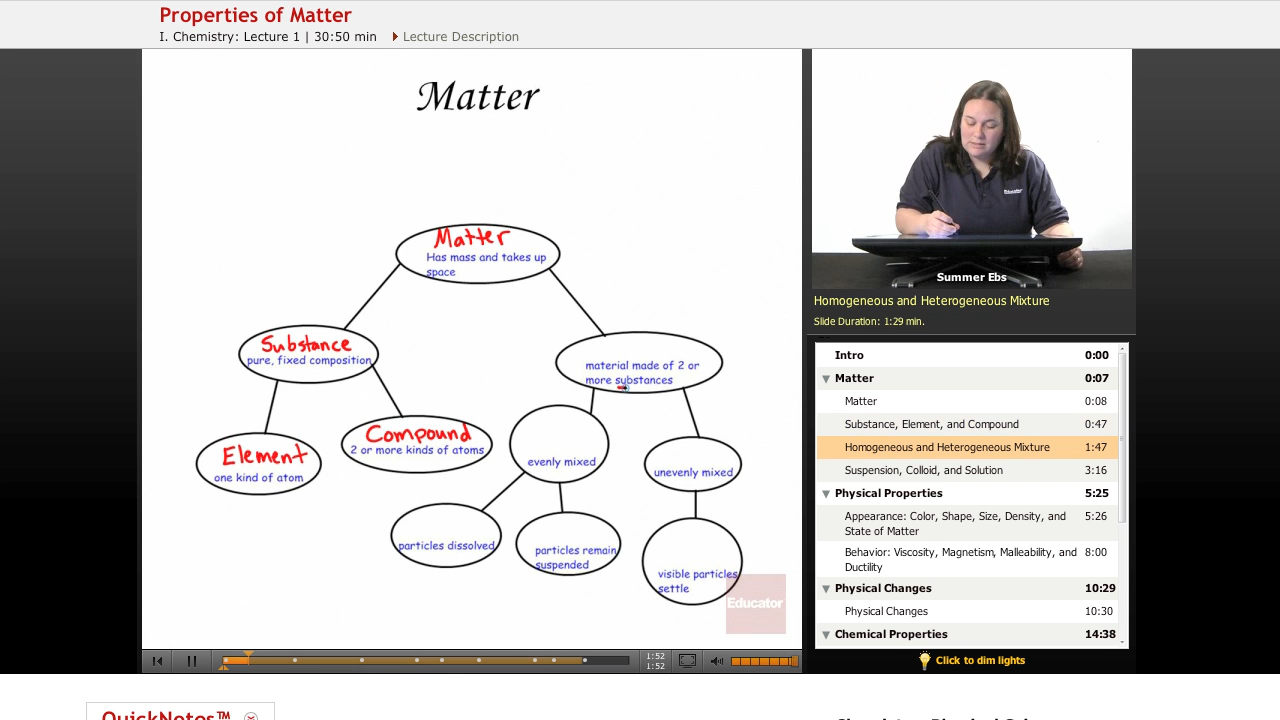 Properties of Matter
I. Chemistry: Lecture 1 | 30:50 min
Lecture Description
Matter
Matter
Has mass and takes up
space
Substance
pure, fixed composition
material made of 2 or
more substances
Element
one kind of atom
Compound
2 or more kinds of atoms
evenly mixed
unevenly mixed
particles dissolved
particles remain
suspended
visible particles
settle
Educator
1:52
1:52
Educator
Summer Ebs
Homogeneous and Heterogeneous Mixture
Slide Duration: 1:29 min.
Intro 0:00
Matter 0:07
Matter 0:08
Substance, Element, and Compound 0:47
Homogeneous and Heterogeneous Mixture 1:47
Suspension, Colloid, and Solution 3:16
Physical Properties 5:25
Appearance: Color, Shape, Size, Density, and 5:26
State of Matter
Behavior: Viscosity, Magnetism, Malleability, and 8:00
Ductility
Physical Changes 10:29
Physical Changes 10:30
Chemical Properties 14:38
Click to dim lights
QuickNotes™